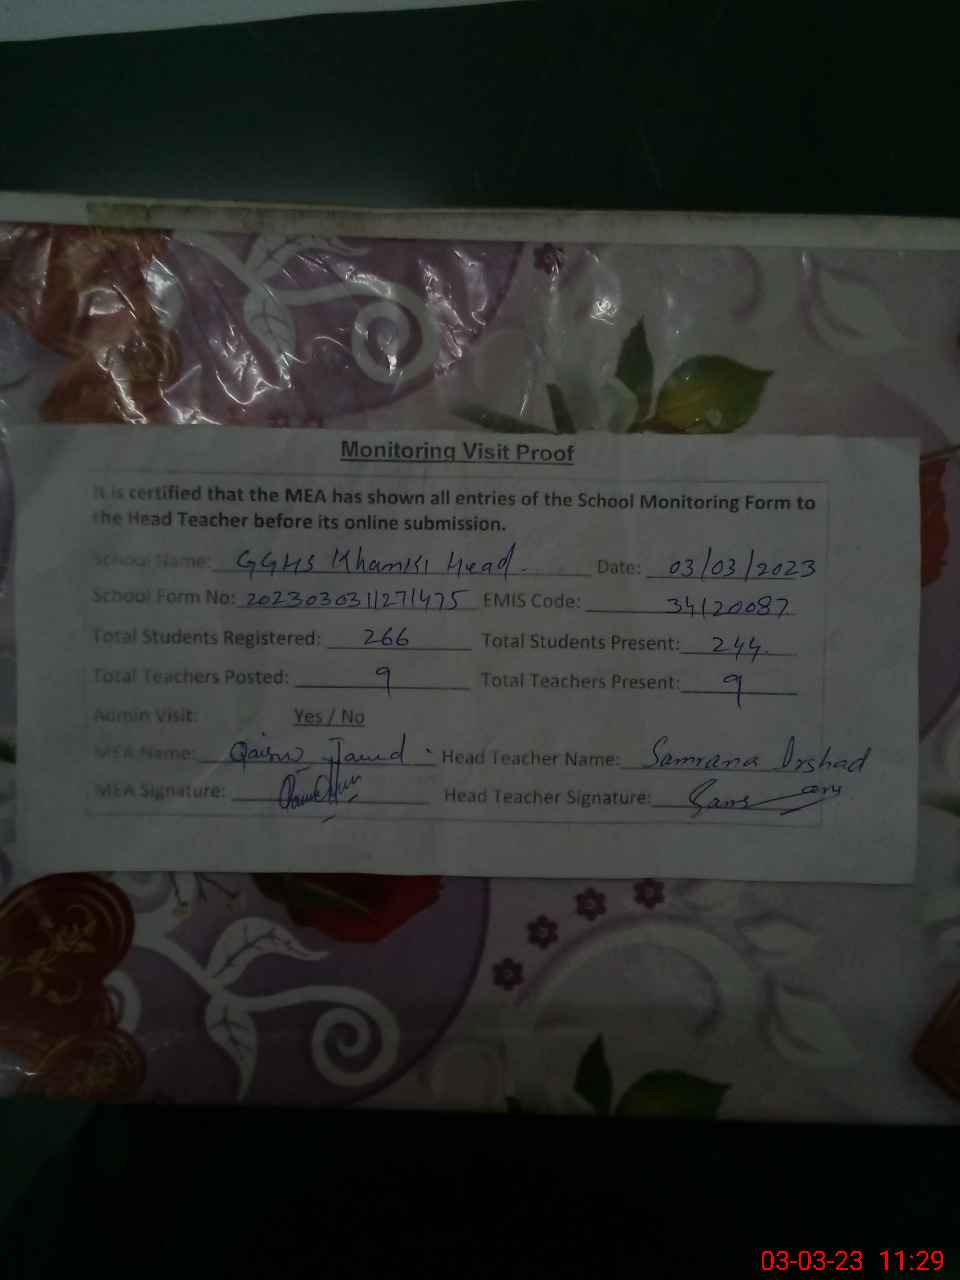 Monitoring Visit Proof
It is certified that the MEA has shown all entries of the School Monitoring Form to
the Head Teacher before its online submission.
School Name: GGHS Khanki Head. Date: 03/03/2023
School Form No: 2023030311271475 EMIS Code: 34120087
Total Students Registered: 266 Total Students Present: 244
Total Teachers Posted: 9 Total Teachers Present: 9
Admin Visit: Yes / No
MEA Name: Qaisar Javed Head Teacher Name: Samrana Irshad
MEA Signature: Head Teacher Signature:
03-03-23 11:29